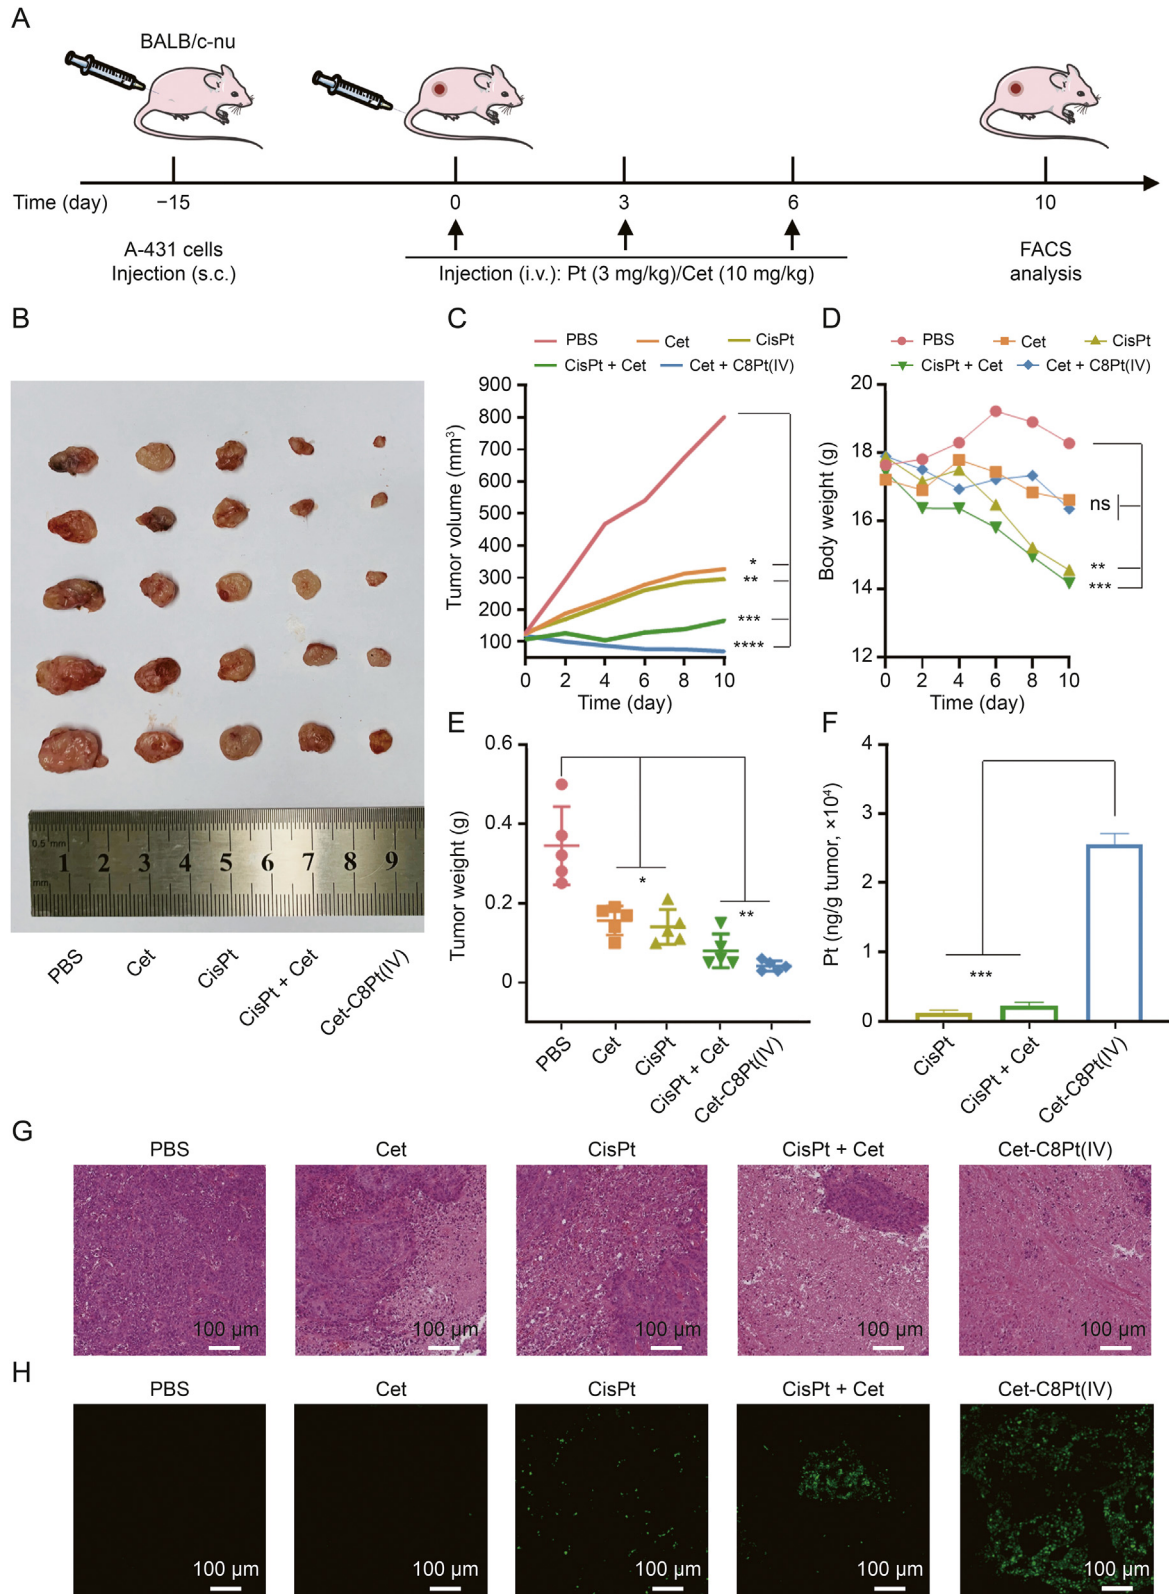 A
BALB/c-nu
Time (day)
−15
0
3
6
10
A-431 cells
Injection (s.c.)
Injection (i.v.): Pt (3 mg/kg)/Cet (10 mg/kg)
FACS
analysis
B
0.5 mm
mm
1 2 3 4 5 6 7 8 9
PBS
Cet
CisPt
CisPt + Cet
Cet-C8Pt(IV)
C
PBS
Cet
CisPt
CisPt + Cet
Cet + C8Pt(IV)
Tumor volume (mm³)
900
800
700
600
500
400
300
200
100
*
**
***
****
0 2 4 6 8 10
Time (day)
D
PBS
Cet
CisPt
CisPt + Cet
Cet + C8Pt(IV)
Body weight (g)
20
18
16
14
12
ns
**
***
0 2 4 6 8 10
Time (day)
E
Tumor weight (g)
0.6
0.4
0.2
0
*
**
PBS
Cet
CisPt
CisPt + Cet
Cet-C8Pt(IV)
F
Pt (ng/g tumor, ×10⁴)
4
3
2
1
0
***
CisPt
CisPt + Cet
Cet-C8Pt(IV)
G
PBS
Cet
CisPt
CisPt + Cet
Cet-C8Pt(IV)
100 μm
100 μm
100 μm
100 μm
100 μm
H
PBS
Cet
CisPt
CisPt + Cet
Cet-C8Pt(IV)
100 μm
100 μm
100 μm
100 μm
100 μm